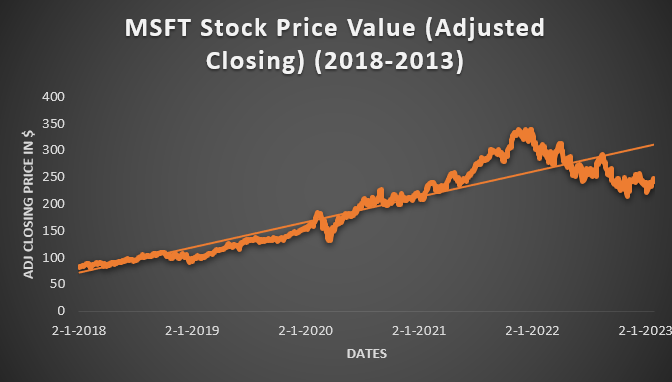 MSFT Stock Price Value (Adjusted
Closing) (2018-2013)
ADJ CLOSING PRICE IN $
400
350
300
250
200
150
100
50
0
2-1-2018 2-1-2019 2-1-2020 2-1-2021 2-1-2022 2-1-2023
DATES